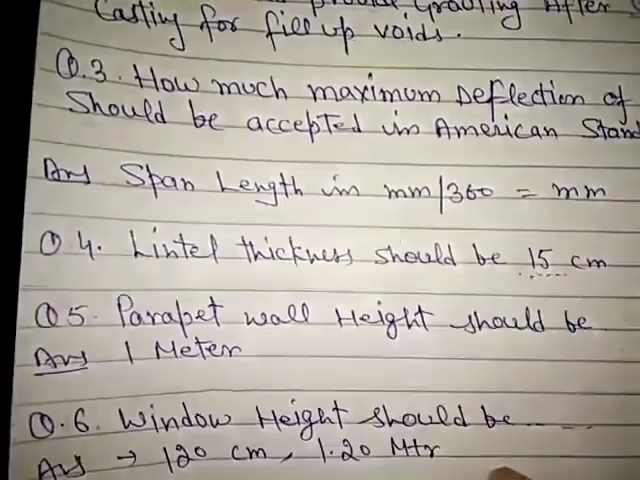 Casting for fill up voids. Grouting After
Q.3. How much maximum Deflection of
Should be accepted in American Stand
Ans Span Length in mm/360 = mm
Q 4. Lintel thickness should be 15 cm
Q 5. Parapet wall Height should be
Ans 1 Meter
Q.6. Window Height should be......
Ans → 120 cm, 1.20 Mtr